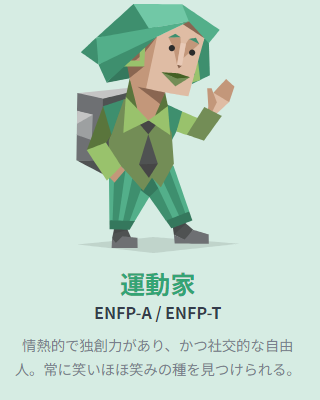 運動家
ENFP-A / ENFP-T
情熱的で独創力があり、かつ社交的な自由
人。常に笑いほほ笑みの種を見つけられる。